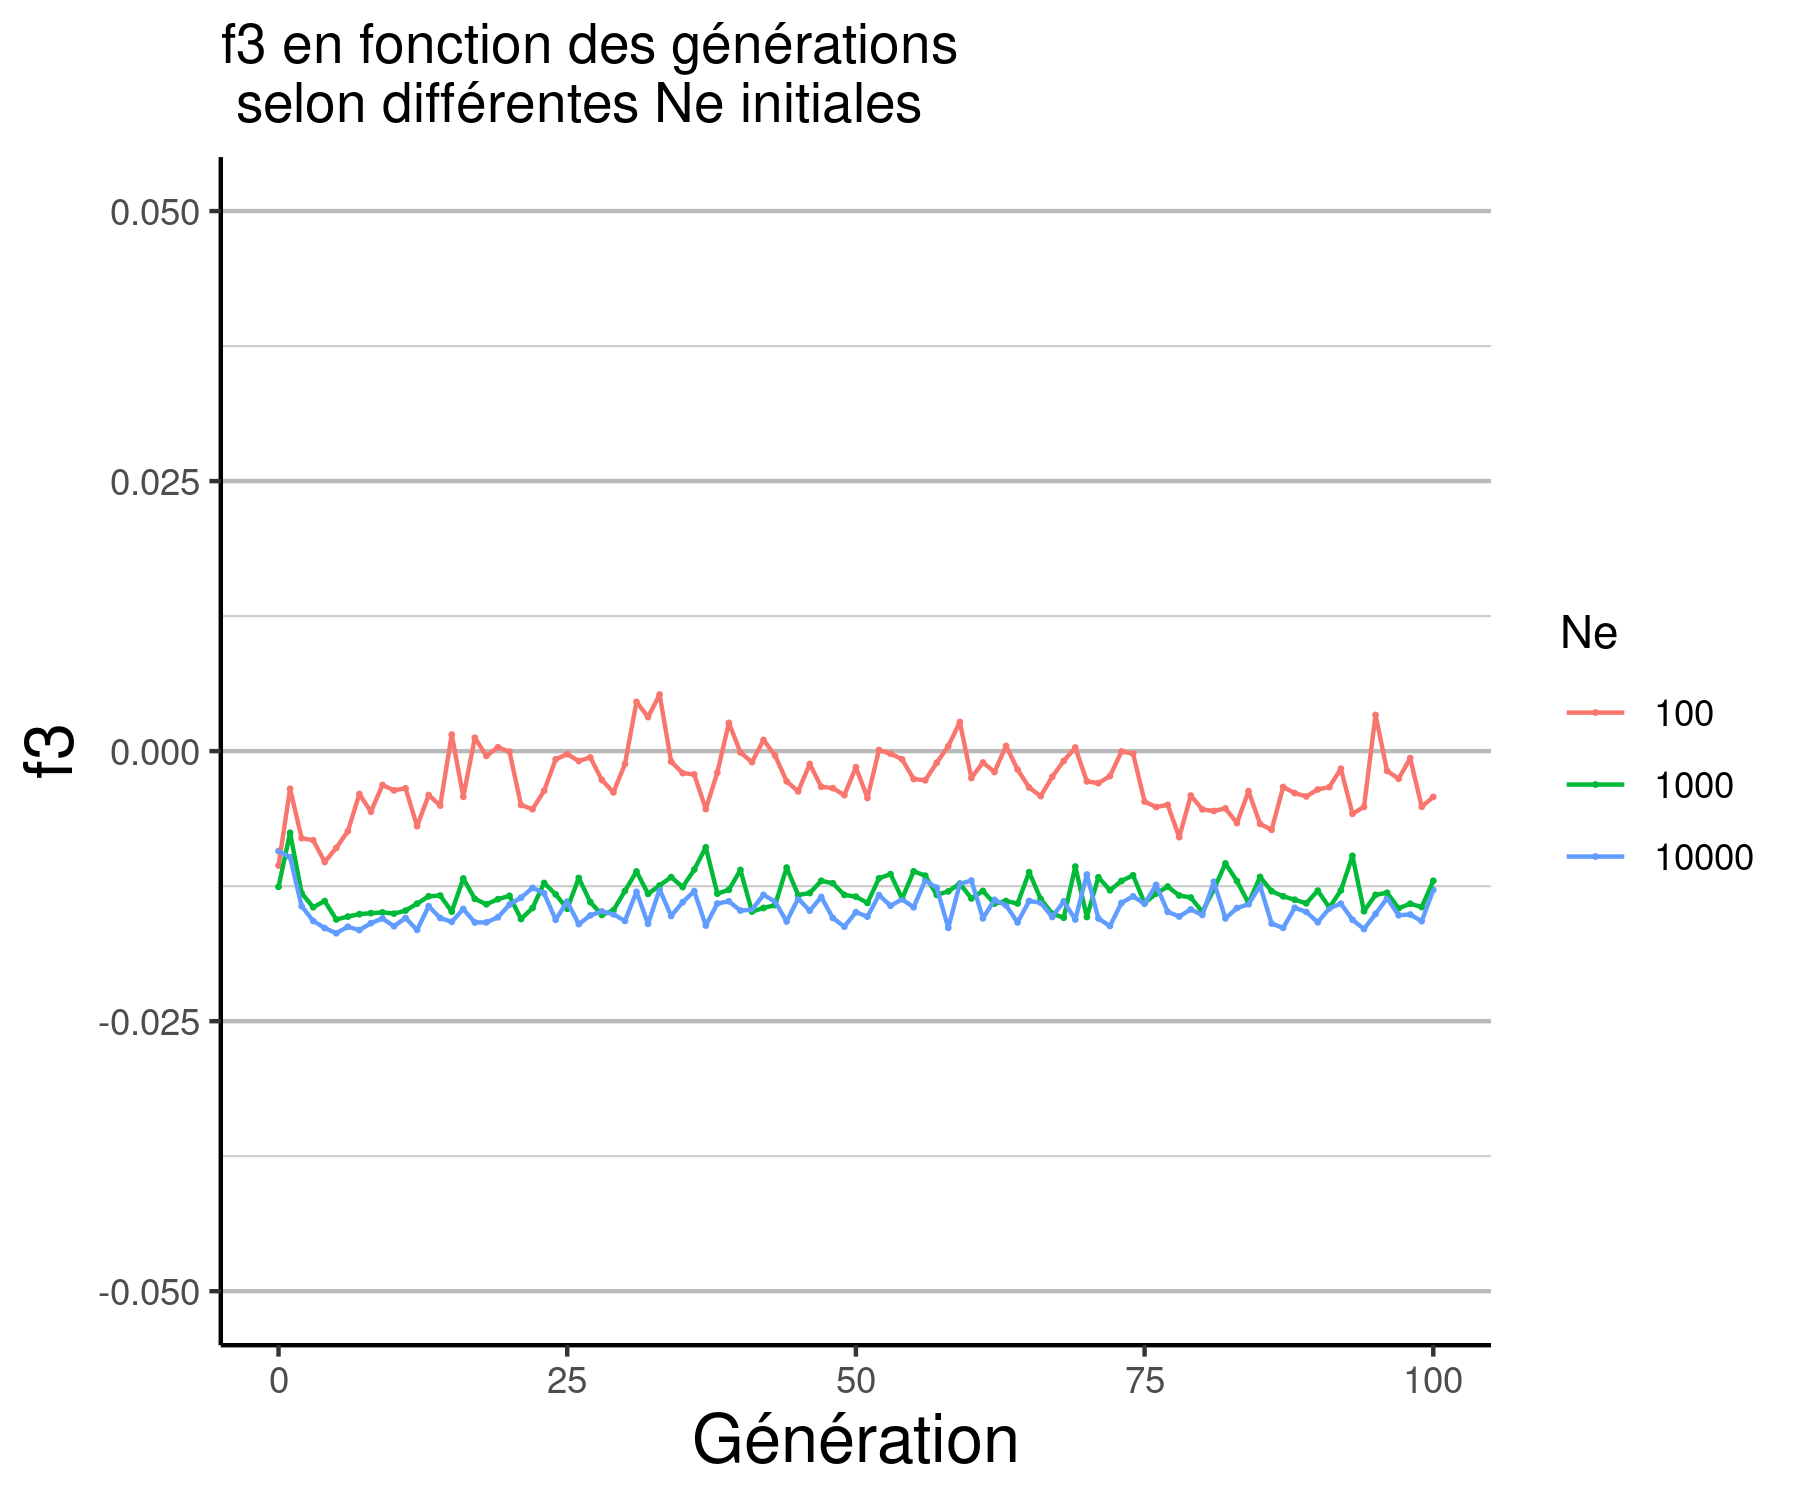 f3 en fonction des générations
selon différentes Ne initiales
0.050
0.025
0.000
-0.025
-0.050
f3
0
25
50
75
100
Génération
Ne
100
1000
10000